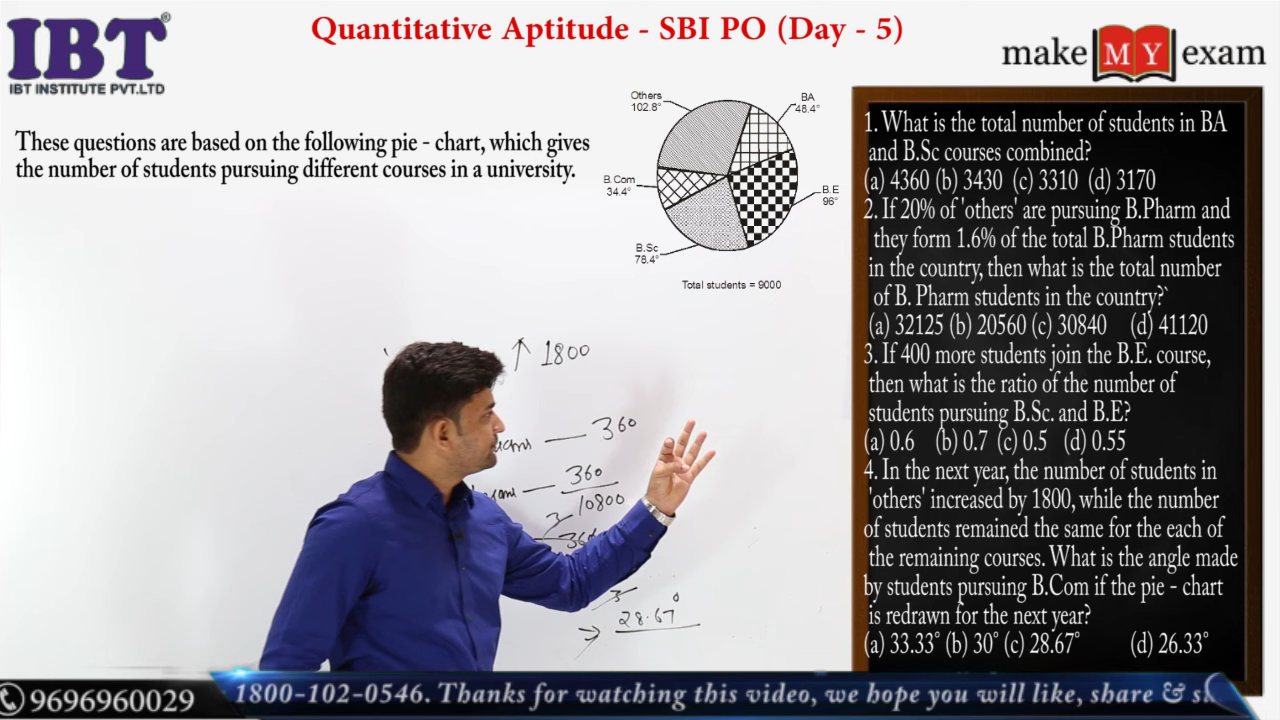 IBT®
IBT INSTITUTE PVT.LTD
Quantitative Aptitude - SBI PO (Day - 5)
make MY exam
These questions are based on the following pie - chart, which gives
the number of students pursuing different courses in a university.
Others
102.8°
BA
48.4°
B.Com
34.4°
B.E
96°
B.Sc
78.4°
Total students = 9000
1. What is the total number of students in BA
and B.Sc courses combined?
(a) 4360 (b) 3430 (c) 3310 (d) 3170
2. If 20% of 'others' are pursuing B.Pharm and
they form 1.6% of the total B.Pharm students
in the country, then what is the total number
of B. Pharm students in the country?`
(a) 32125 (b) 20560 (c) 30840 (d) 41120
3. If 400 more students join the B.E. course,
then what is the ratio of the number of
students pursuing B.Sc. and B.E?
(a) 0.6 (b) 0.7 (c) 0.5 (d) 0.55
4. In the next year, the number of students in
'others' increased by 1800, while the number
of students remained the same for the each of
the remaining courses. What is the angle made
by students pursuing B.Com if the pie - chart
is redrawn for the next year?
(a) 33.33° (b) 30° (c) 28.67° (d) 26.33°
↑ 1800
— 360
— 360
10800
3
360
3
⇒ 28.67°
9696960029
1800-102-0546. Thanks for watching this video, we hope you will like, share &